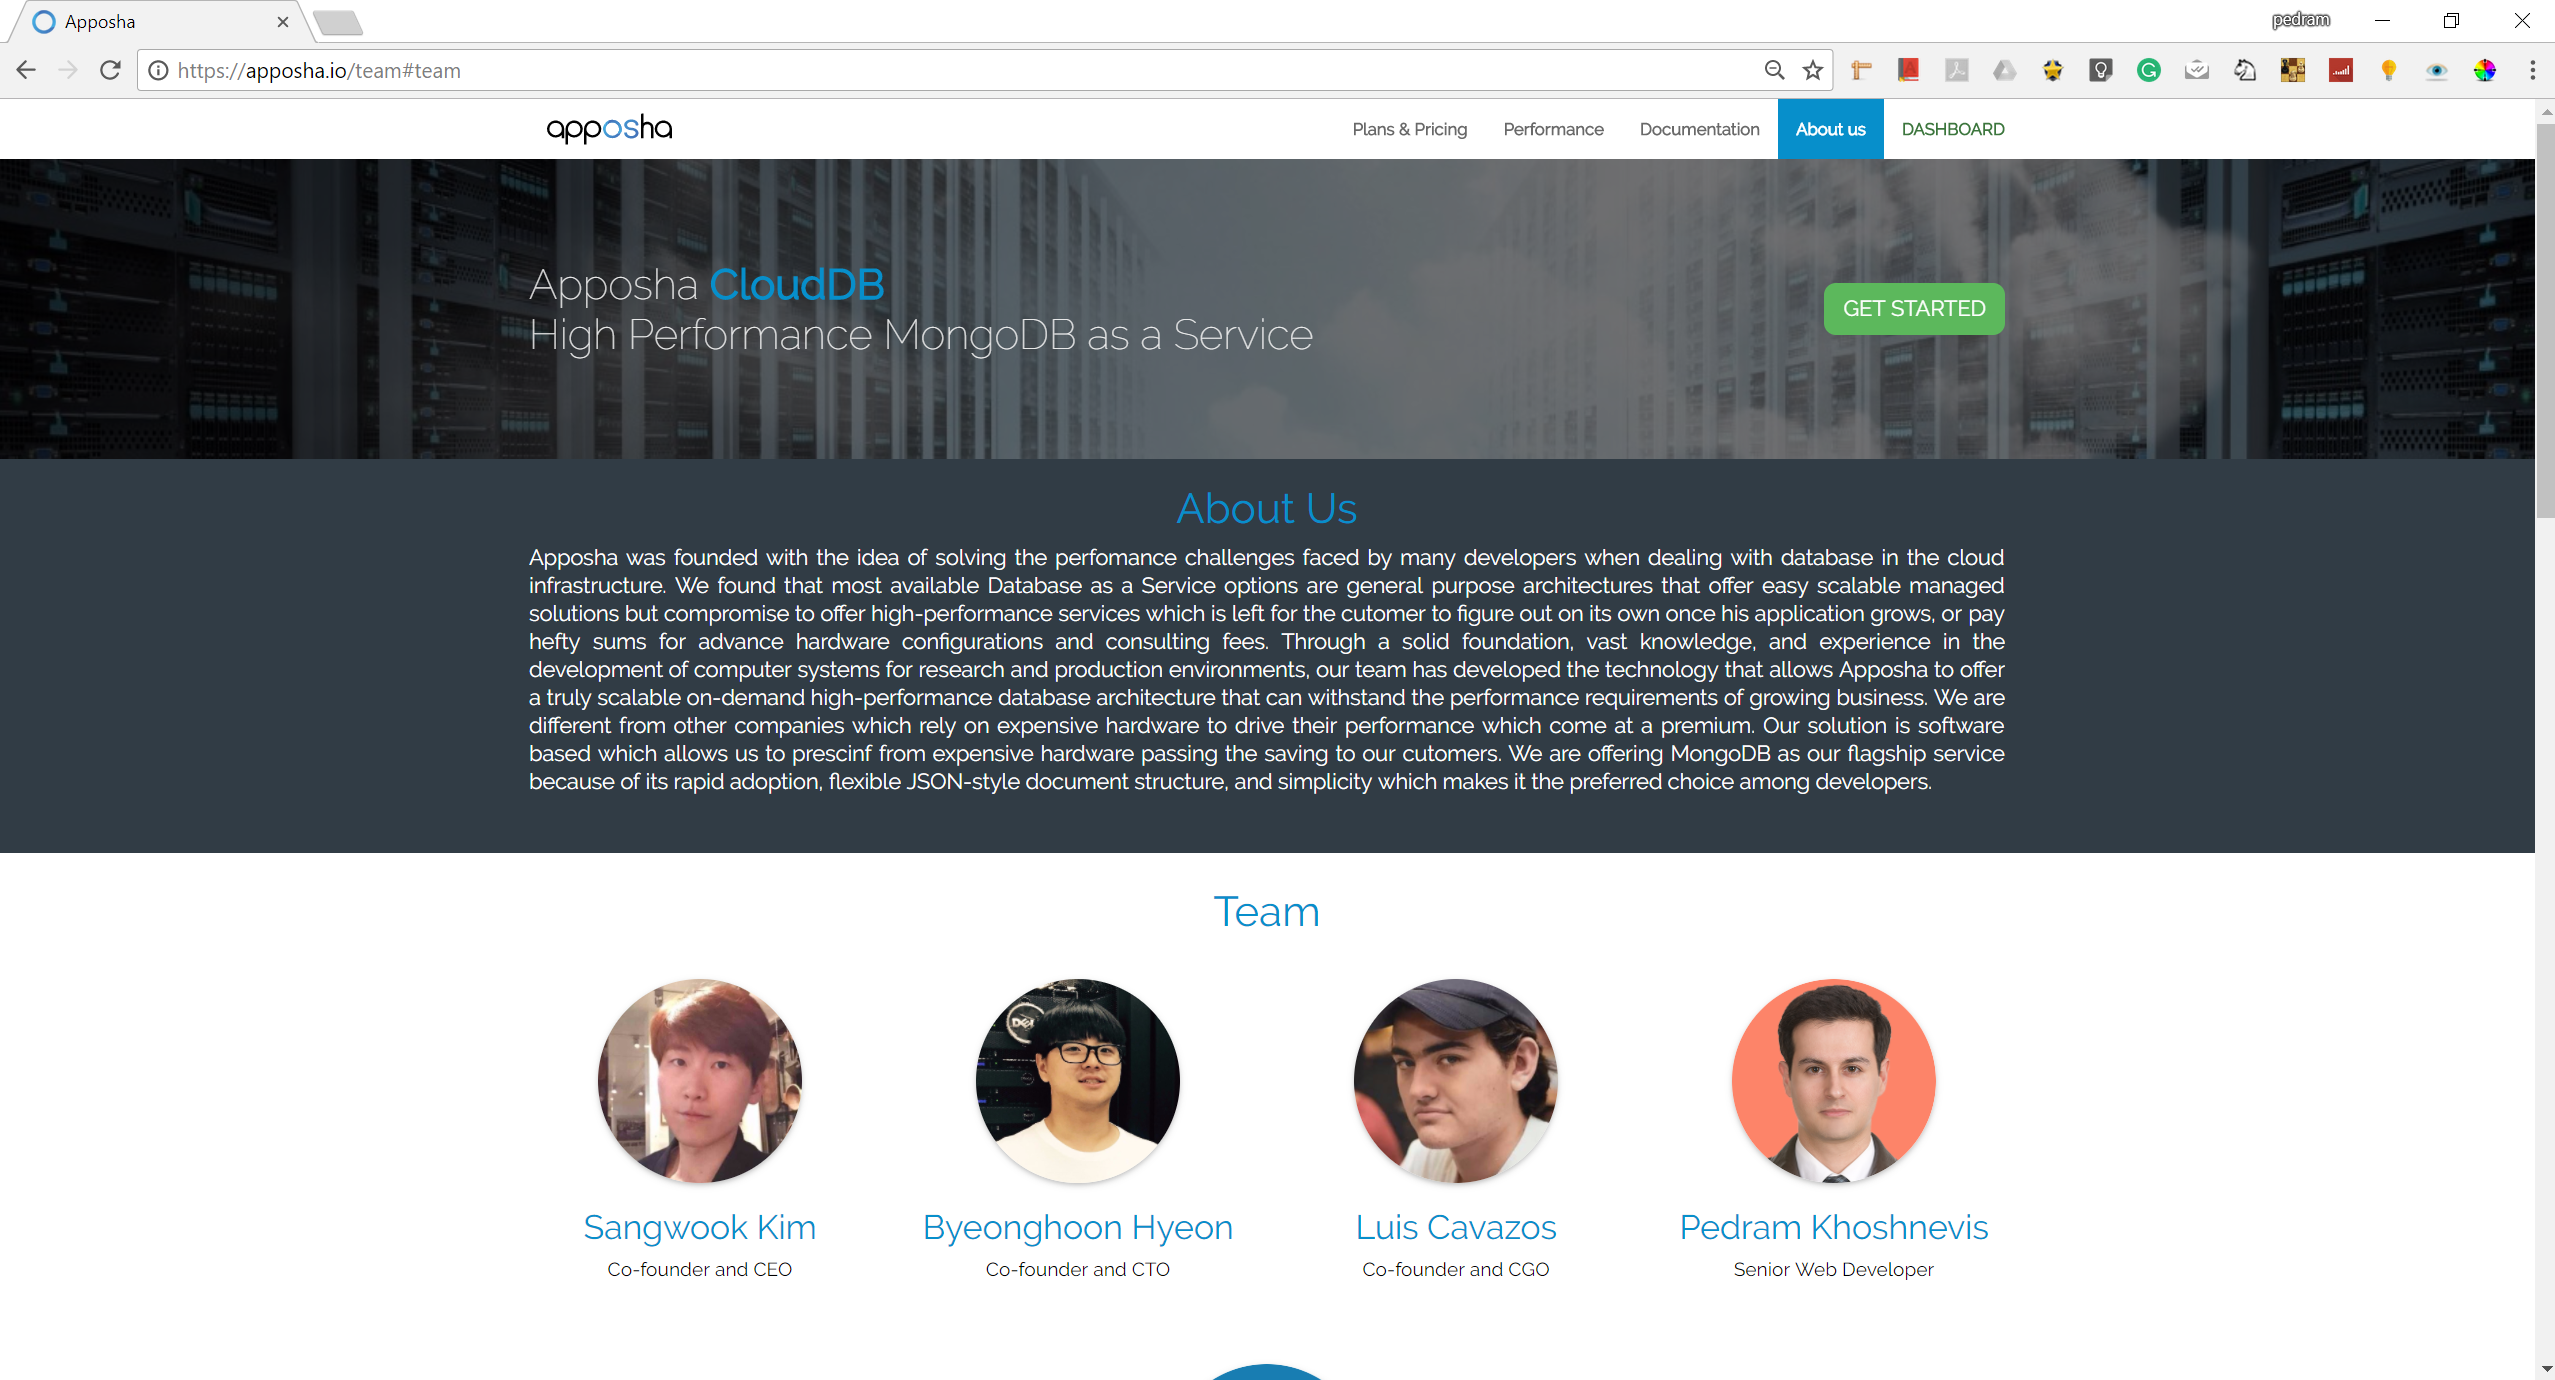 Apposha
pedram
https://apposha.io/team#team
apposha
Plans & Pricing
Performance
Documentation
About us
DASHBOARD
Apposha CloudDB
High Performance MongoDB as a Service
GET STARTED
About Us
Apposha was founded with the idea of solving the perfomance challenges faced by many developers when dealing with database in the cloud
infrastructure. We found that most available Database as a Service options are general purpose architectures that offer easy scalable managed
solutions but compromise to offer high-performance services which is left for the cutomer to figure out on its own once his application grows, or pay
hefty sums for advance hardware configurations and consulting fees. Through a solid foundation, vast knowledge, and experience in the
development of computer systems for research and production environments, our team has developed the technology that allows Apposha to offer
a truly scalable on-demand high-performance database architecture that can withstand the performance requirements of growing business. We are
different from other companies which rely on expensive hardware to drive their performance which come at a premium. Our solution is software
based which allows us to prescinf from expensive hardware passing the saving to our cutomers. We are offering MongoDB as our flagship service
because of its rapid adoption, flexible JSON-style document structure, and simplicity which makes it the preferred choice among developers.
Team
DELL
Sangwook Kim
Co-founder and CEO
Byeonghoon Hyeon
Co-founder and CTO
Luis Cavazos
Co-founder and CGO
Pedram Khoshnevis
Senior Web Developer